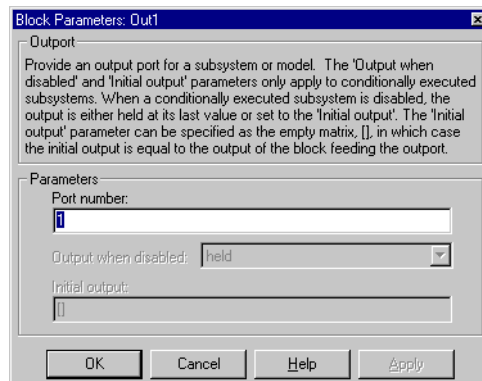 Block Parameters: Out1
Outport
Provide an output port for a subsystem or model. The 'Output when
disabled' and 'Initial output' parameters only apply to conditionally executed
subsystems. When a conditionally executed subsystem is disabled, the
output is either held at its last value or set to the 'Initial output'. The 'Initial
output' parameter can be specified as the empty matrix, [], in which case
the initial output is equal to the output of the block feeding the outport.
Parameters
Port number:
1
Output when disabled: held
Initial output:
[]
OK Cancel Help Apply